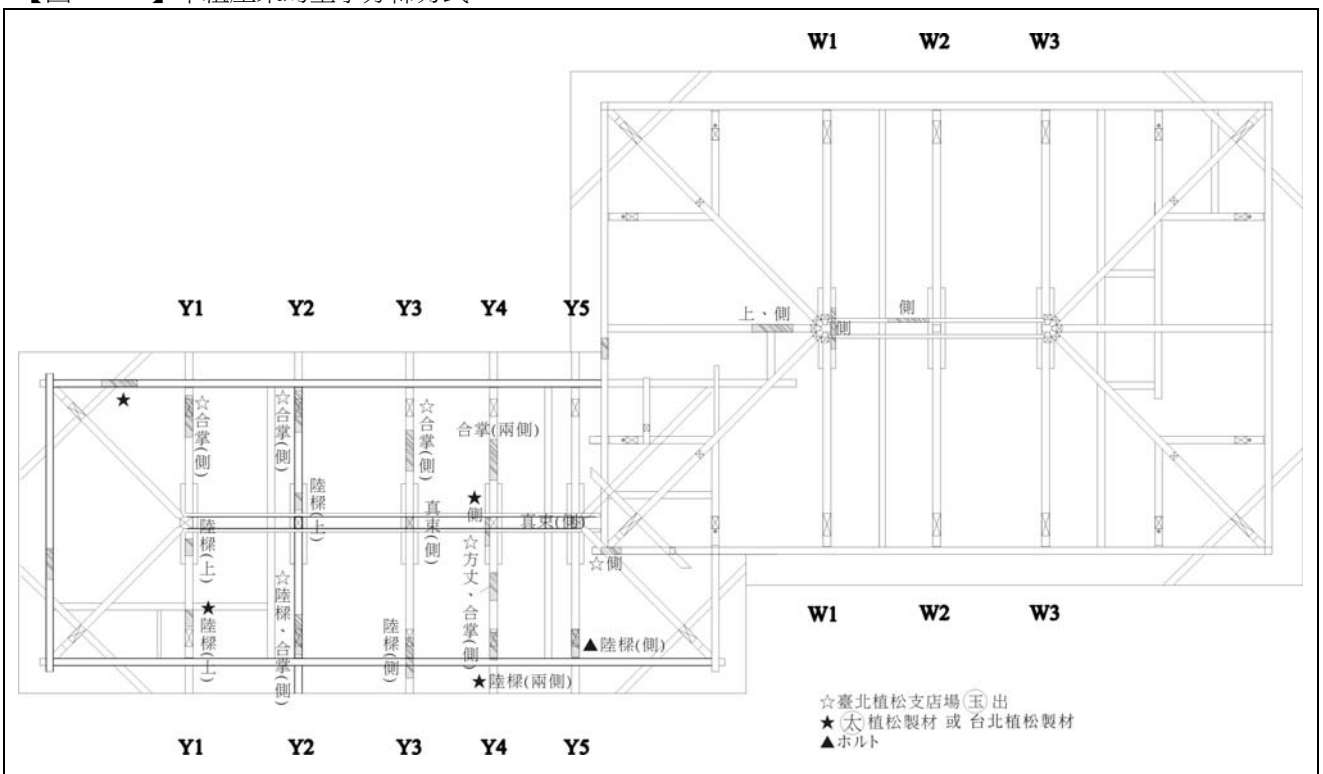 W1 W2 W3
Y1 Y2 Y3 Y4 Y5
上、側
側
側
★
☆合掌(側)
☆合掌(側)
☆合掌(側)
合掌(兩側)
陸樑(上)
真束(側)
★側
真束(側)
陸樑(上)
☆側
★陸樑(上)
☆陸樑、合掌(側)
陸樑(側)
☆方丈、合掌(側)
▲陸樑(側)
★陸樑(兩側)
W1 W2 W3
Y1 Y2 Y3 Y4 Y5
☆臺北植松支店場㊤出
★太植松製材 或 台北植松製材
▲ホルト